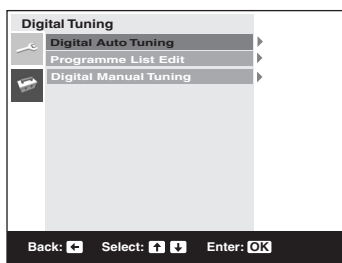 Digital Tuning
Digital Auto Tuning
Programme List Edit
Digital Manual Tuning
Back: ← Select: ↑ ↓ Enter: OK